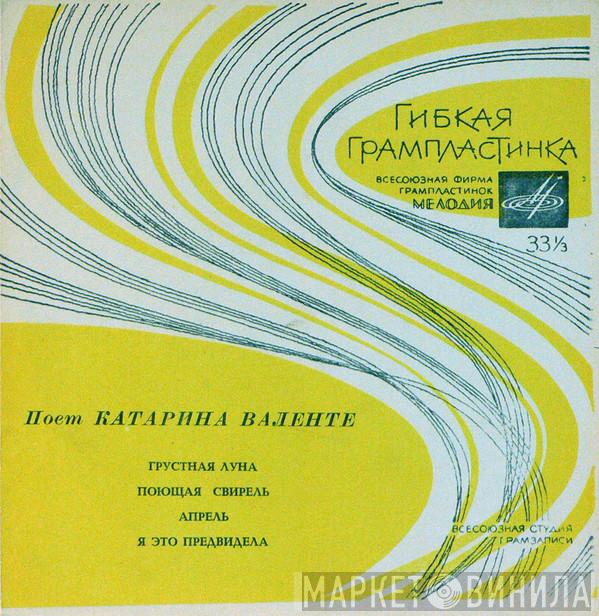 ГИБКАЯ
ГРАМПЛАСТИНКА
ВСЕСОЮЗНАЯ ФИРМА
ГРАМПЛАСТИНОК
МЕЛОДИЯ
33⅓
Поет КАТАРИНА ВАЛЕНТЕ
ГРУСТНАЯ ЛУНА
ПОЮЩАЯ СВИРЕЛЬ
АПРЕЛЬ
Я ЭТО ПРЕДВИДЕЛА
ВСЕСОЮЗНАЯ СТУДИЯ
ГРАМЗАПИСИ
МАРКЕТ ВИНИЛА